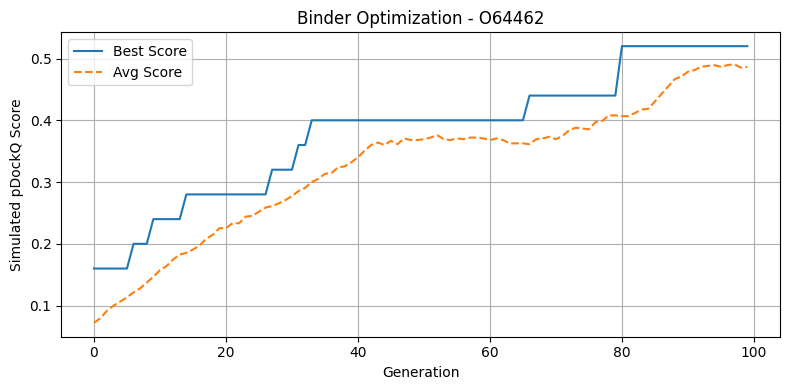 Binder Optimization - O64462
Best Score
Avg Score
Simulated pDockQ Score
0.5
0.4
0.3
0.2
0.1
0 20 40 60 80 100
Generation